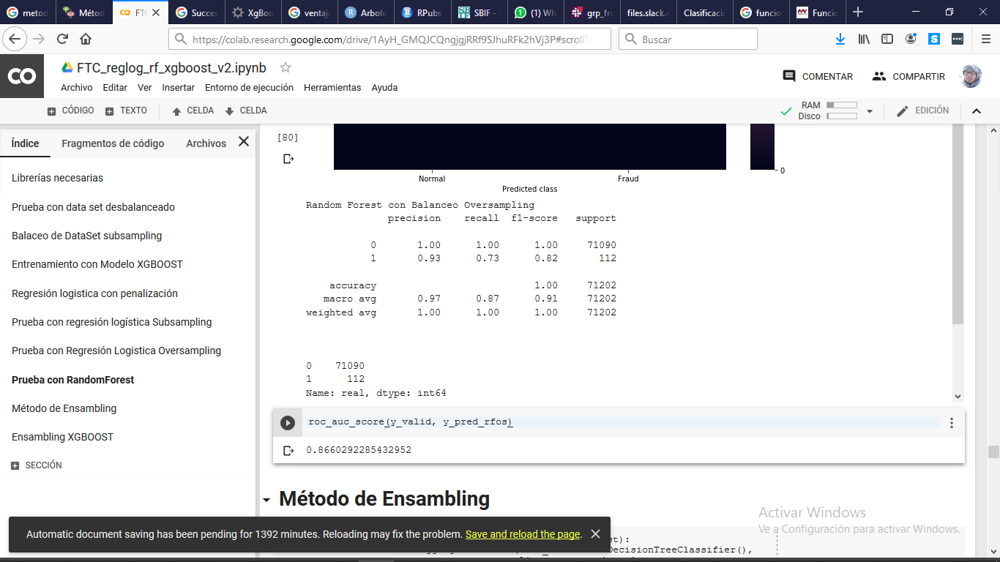 metod
Métod
FTC
Succes
XgBoo
ventaja
Arbole
RPubs
SBIF -
(1) Wh
grp_fra
files.slack.c
Clasificació
funcio
Funcio
https://colab.research.google.com/drive/1AyH_GMQJCQngjgjRRf9SJhuRFk2hVj3P#scrollT
Buscar
FTC_reglog_rf_xgboost_v2.ipynb
COMENTAR
COMPARTIR
Archivo Editar Ver Insertar Entorno de ejecución Herramientas Ayuda
CÓDIGO TEXTO CELDA CELDA
RAM
Disco
EDICIÓN
Índice Fragmentos de código Archivos
Librerías necesarias
Prueba con data set desbalanceado
Balaceo de DataSet subsampling
Entrenamiento con Modelo XGBOOST
Regresión logistica con penalización
Prueba con regresión logística Subsampling
Prueba con Regresión Logistica Oversampling
Prueba con RandomForest
Método de Ensambling
Ensambling XGBOOST
SECCIÓN
[80]
0
Normal Fraud
Predicted class
Random Forest con Balanceo Oversampling
precision recall f1-score support
0 1.00 1.00 1.00 71090
1 0.93 0.73 0.82 112
accuracy 1.00 71202
macro avg 0.97 0.87 0.91 71202
weighted avg 1.00 1.00 1.00 71202
0 71090
1 112
Name: real, dtype: int64
roc_auc_score(y_valid, y_pred_rfos)
0.8660292285432952
Método de Ensambling
Activar Windows
Ve a Configuración para activar Windows.
Automatic document saving has been pending for 1392 minutes. Reloading may fix the problem. Save and reload the page.
st):
DecisionTreeClassifier(),